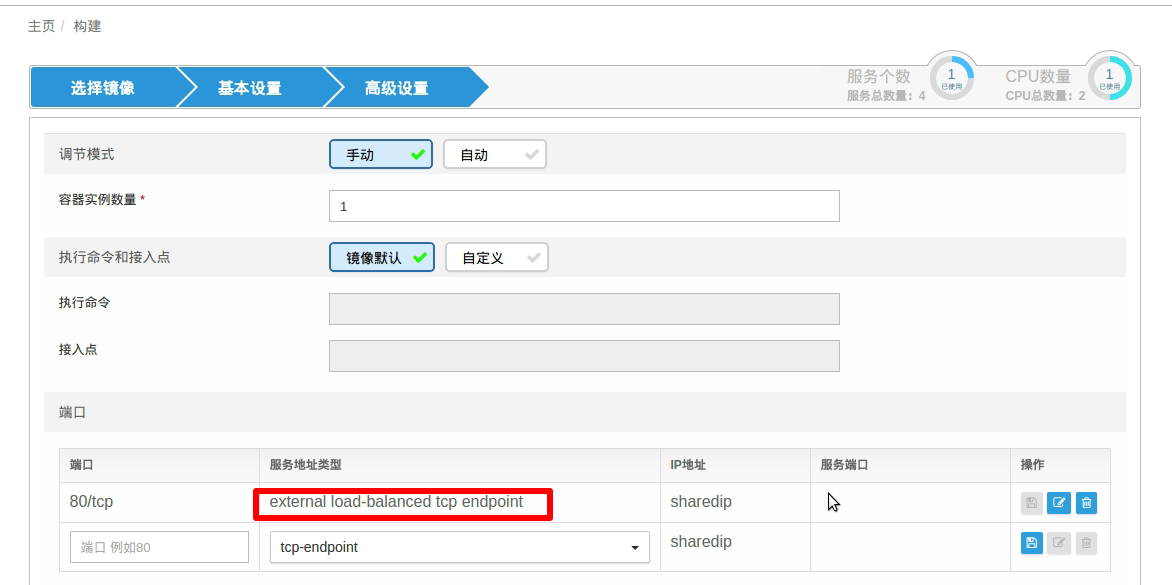 主页 / 构建
选择镜像 基本设置 高级设置
服务个数
服务总数量：4
1
已使用
CPU数量
CPU总数量：2
1
已使用
调节模式 手动 自动
容器实例数量 * 1
执行命令和接入点 镜像默认 自定义
执行命令
接入点
端口
端口 服务地址类型 IP地址 服务端口 操作
80/tcp external load-balanced tcp endpoint sharedip
端口 例如80 tcp-endpoint sharedip